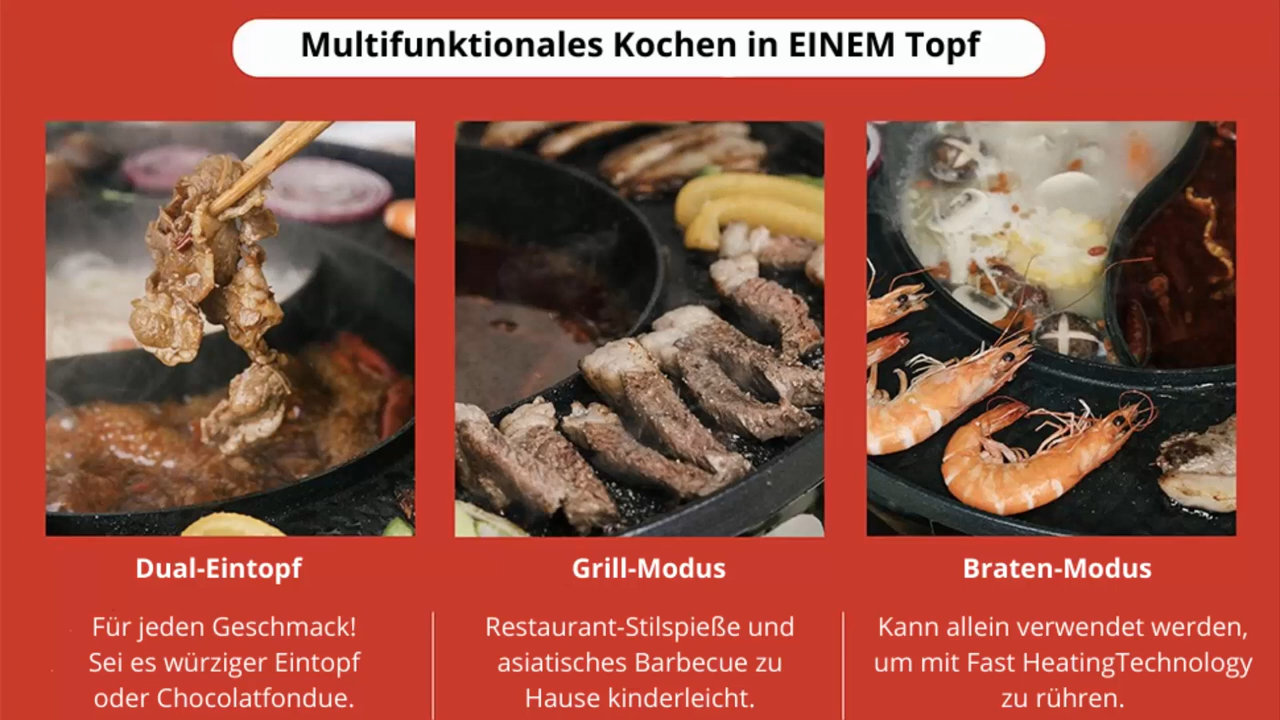 Multifunktionales Kochen in EINEM Topf
Dual-Eintopf
Für jeden Geschmack!
Sei es würziger Eintopf
oder Chocolatfondue.
Grill-Modus
Restaurant-Stilspieße und
asiatisches Barbecue zu
Hause kinderleicht.
Braten-Modus
Kann allein verwendet werden,
um mit Fast HeatingTechnology
zu rühren.